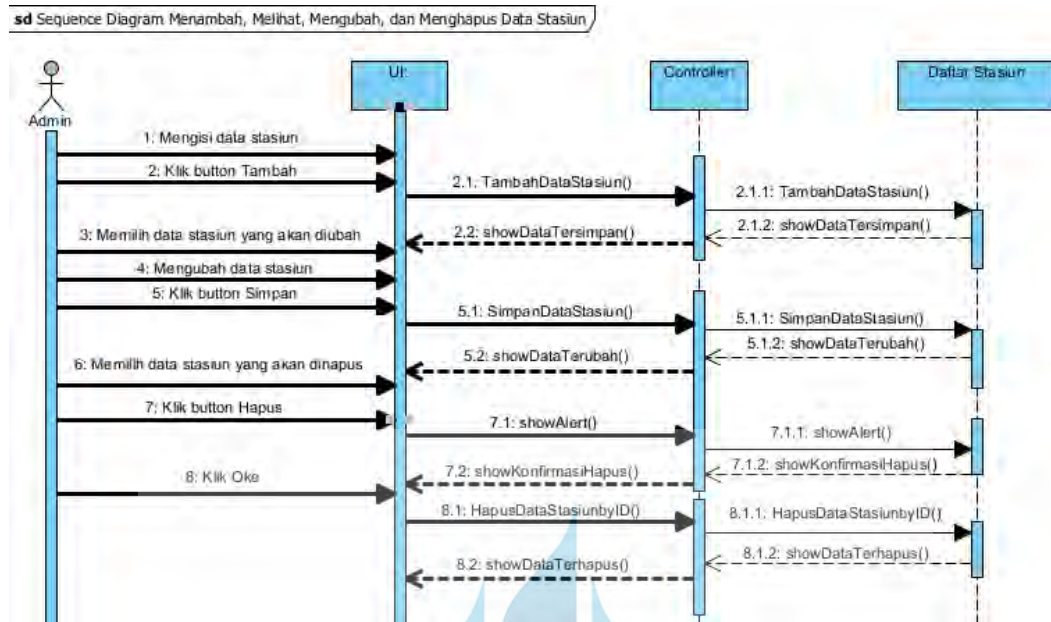 sd Sequence Diagram Menambah, Melihat, Mengubah, dan Menghapus Data Stasiun
UI:
Controller:
Daftar Stasiun
Admin
1: Mengisi data stasiun
2: Klik button Tambah
2.1: TambahDataStasiun()
2.1.1: TambahDataStasiun()
2.1.2: showDataTersimpan()
2.2: showDataTersimpan()
3: Memilih data stasiun yang akan diubah
4: Mengubah data stasiun
5: Klik button Simpan
5.1: SimpanDataStasiun()
5.1.1: SimpanDataStasiun()
5.1.2: showDataTerubah()
5.2: showDataTerubah()
6: Memilih data stasiun yang akan dihapus
7: Klik button Hapus
7.1: showAlert()
7.1.1: showAlert()
7.1.2: showKonfirmasiHapus()
7.2: showKonfirmasiHapus()
8: Klik Oke
8.1: HapusDataStasiunbyID()
8.1.1: HapusDataStasiunbyID()
8.1.2: showDataTerhapus()
8.2: showDataTerhapus()